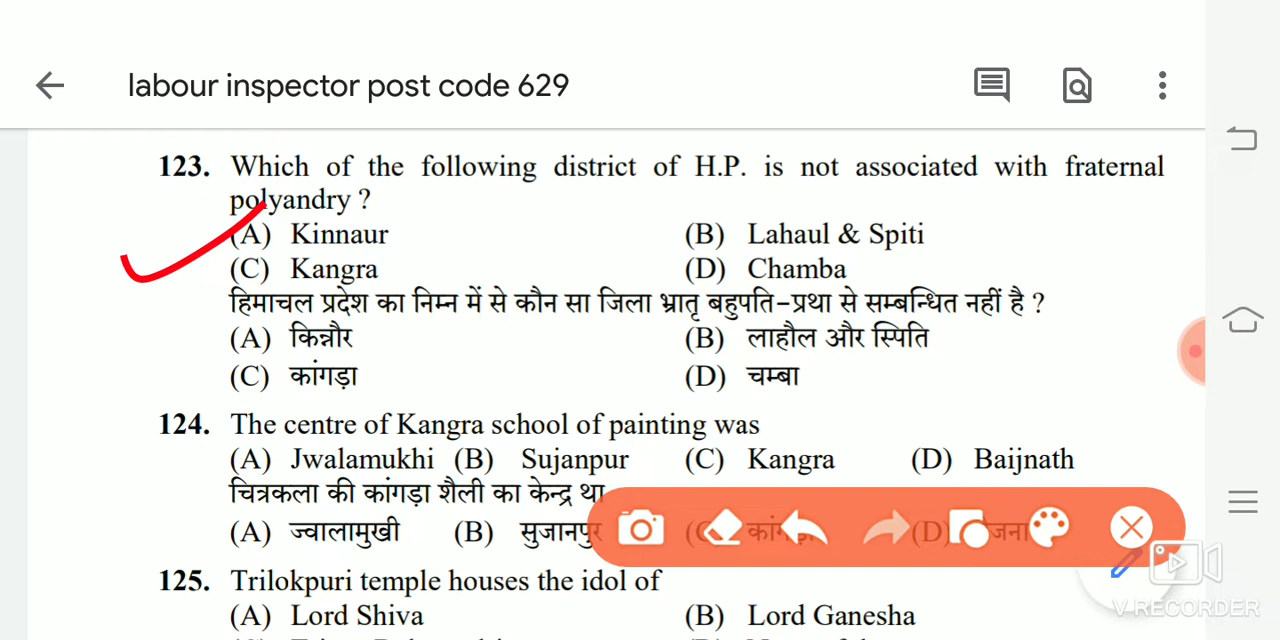 labour inspector post code 629
123. Which of the following district of H.P. is not associated with fraternal
polyandry ?
(A) Kinnaur (B) Lahaul & Spiti
(C) Kangra (D) Chamba
हिमाचल प्रदेश का निम्न में से कौन सा जिला भ्रातृ बहुपति-प्रथा से सम्बन्धित नहीं है ?
(A) किन्नौर (B) लाहौल और स्पिति
(C) कांगड़ा (D) चम्बा
124. The centre of Kangra school of painting was
(A) Jwalamukhi (B) Sujanpur (C) Kangra (D) Baijnath
चित्रकला की कांगड़ा शैली का केन्द्र था
(A) ज्वालामुखी (B) सुजानपुर (D)
125. Trilokpuri temple houses the idol of
(A) Lord Shiva (B) Lord Ganesha
V RECORDER